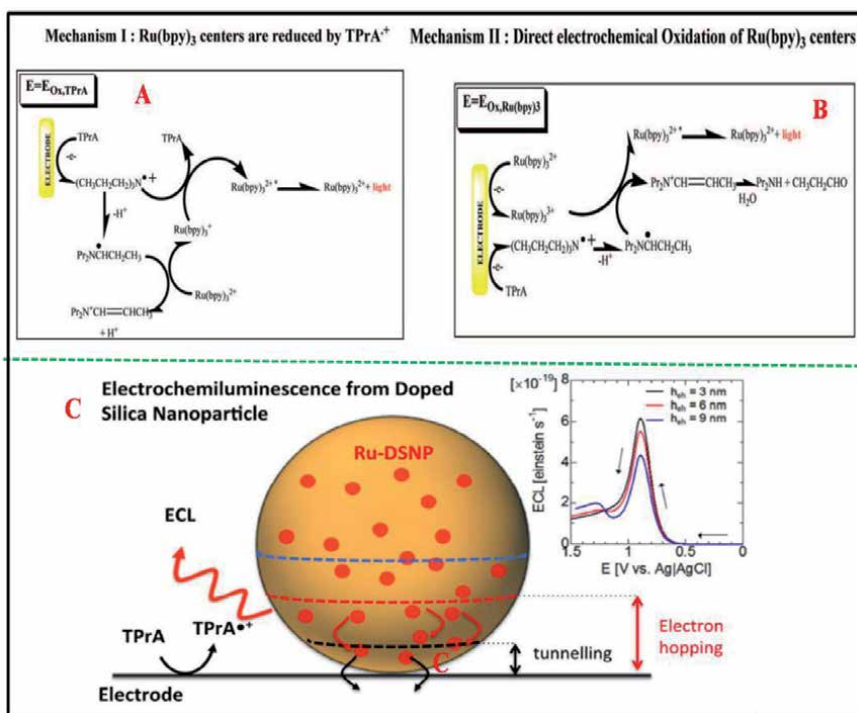 Mechanism I : Ru(bpy)₃ centers are reduced by TPrA·⁺
Mechanism II : Direct electrochemical Oxidation of Ru(bpy)₃ centers
E=E_Ox,TPrA
A
ELECTRODE
TPrA
-e-
(CH₃CH₂CH₂)₃N•+
TPrA
Ru(bpy)₃²⁺*
Ru(bpy)₃²⁺+ light
-H⁺
Ru(bpy)₃⁺
Pr₂NCHCH₂CH₃
•
Ru(bpy)₃²⁺
Pr₂N⁺CH=CHCH₃
+ H⁺
E=E_Ox,Ru(bpy)3
B
ELECTRODE
Ru(bpy)₃²⁺*
Ru(bpy)₃²⁺+ light
Ru(bpy)₃²⁺
-e-
Pr₂N⁺CH=CHCH₃
Pr₂NH + CH₃CH₂CHO
H₂O
Ru(bpy)₃³⁺
(CH₃CH₂CH₂)₃N•+
-H⁺
Pr₂NCHCH₂CH₃
•
-e-
TPrA
C
Electrochemiluminescence from Doped
Silica Nanoparticle
Ru-DSNP
ECL
TPrA
TPrA•⁺
Electrode
C
tunnelling
Electron
hopping
[×10⁻¹⁹]
8
6
4
2
0
ECL [einstein s⁻¹]
h_eh = 3 nm
h_eh = 6 nm
h_eh = 9 nm
1.5 1 0.5 0
E [V vs. Ag|AgCl]